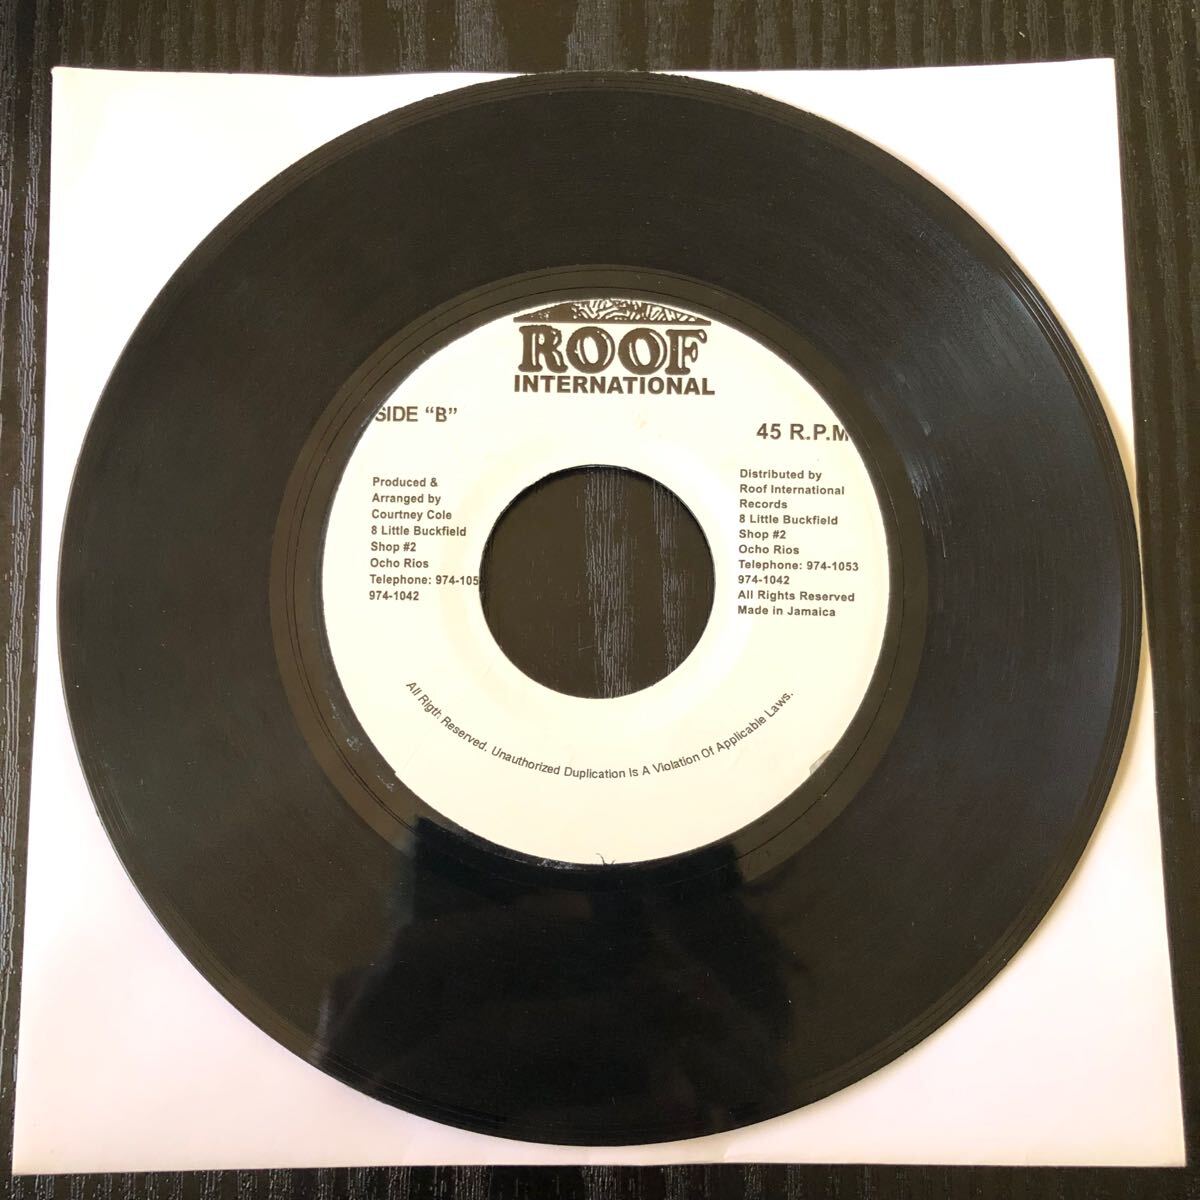 ROOF
INTERNATIONAL
SIDE “B”
45 R.P.M
Produced &
Arranged by
Courtney Cole
8 Little Buckfield
Shop #2
Ocho Rios
Telephone: 974-105
974-1042
Distributed by
Roof International
Records
8 Little Buckfield
Shop #2
Ocho Rios
Telephone: 974-1053
974-1042
All Rights Reserved
Made in Jamaica
All Rigth Reserved. Unauthorized Duplication Is A Violation Of Applicable Laws.